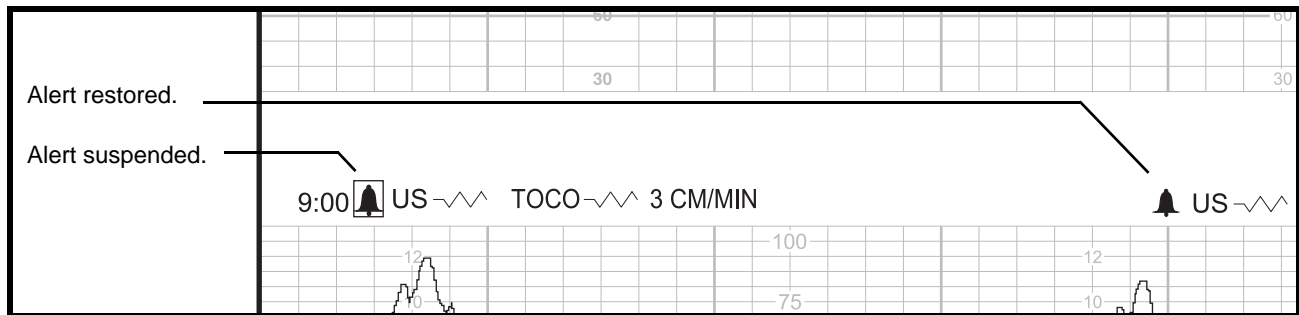 60 60
30 30
Alert restored.
Alert suspended.
9:00 US TOCO 3 CM/MIN US
100
12 12
10 75 10